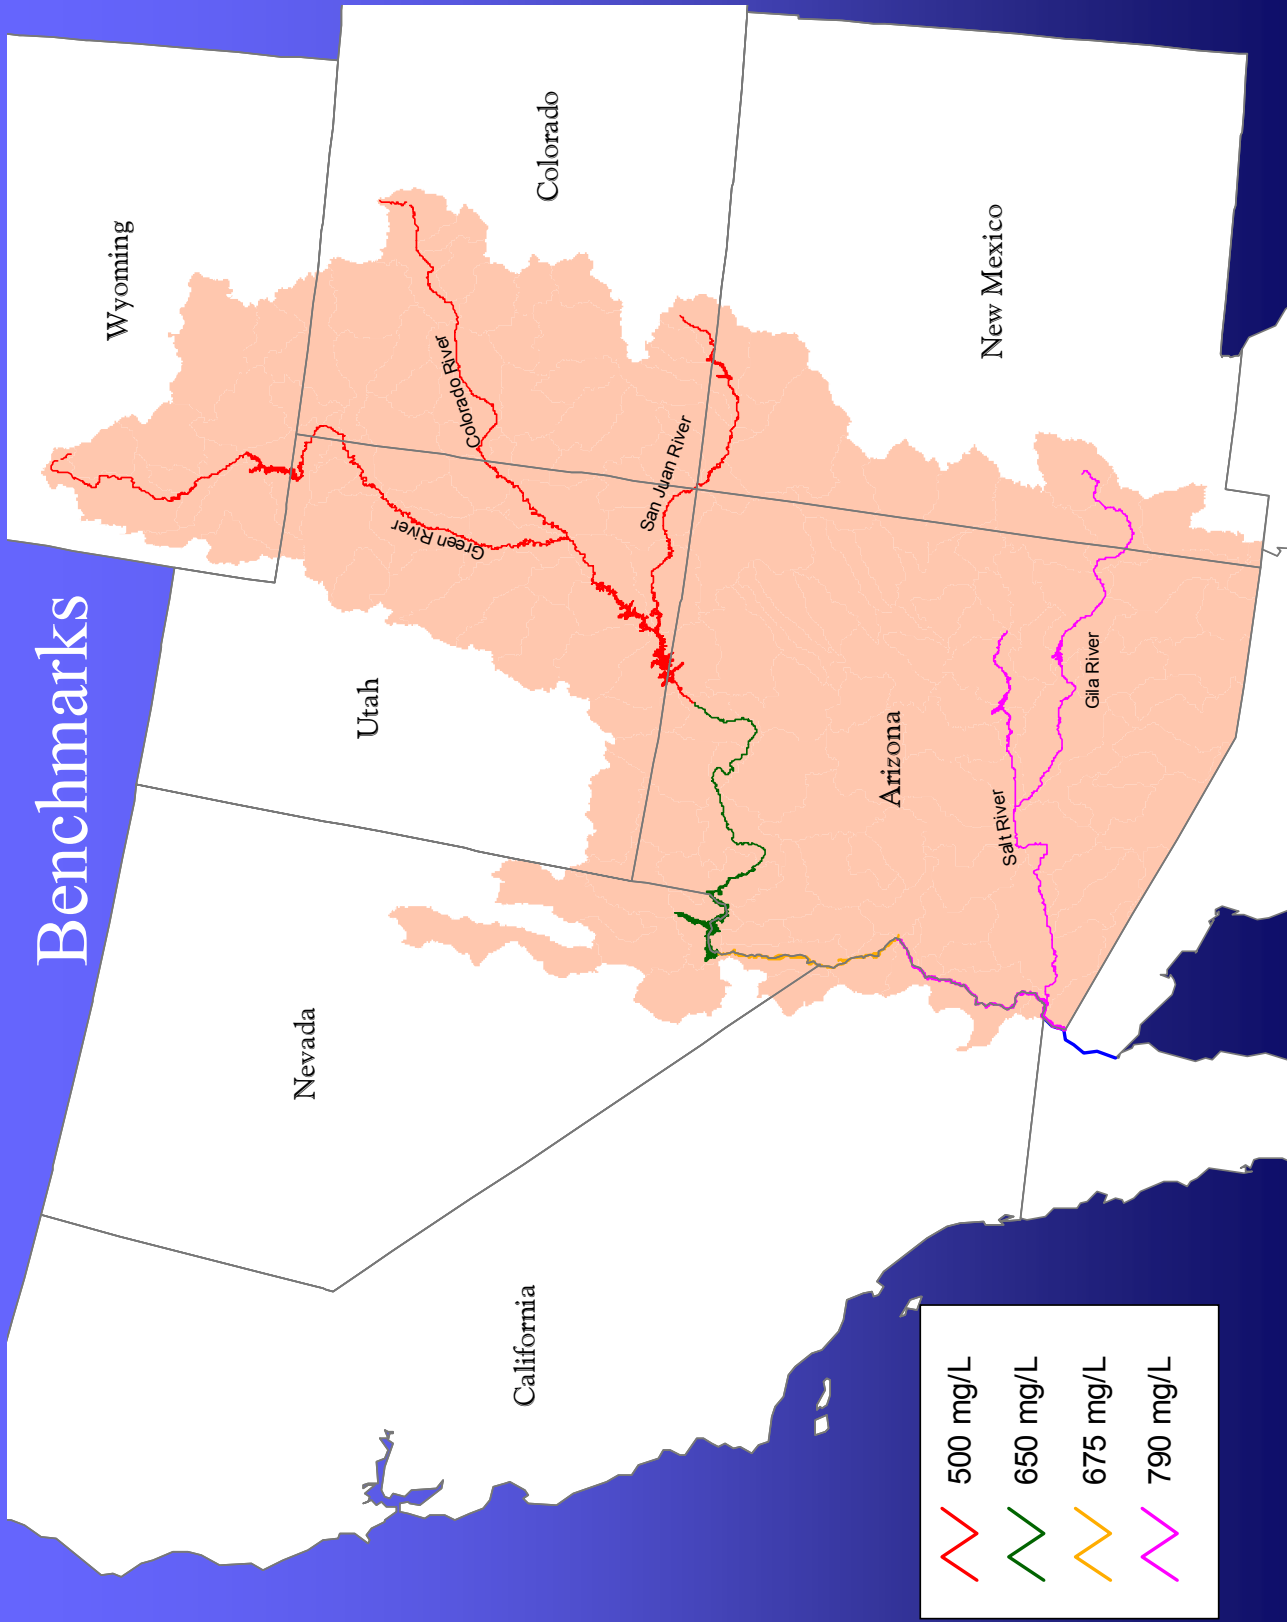 Benchmarks
Wyoming
Colorado
Utah
Nevada
California
Arizona
New Mexico
Colorado River
Green River
San Juan River
Salt River
Gila River
500 mg/L
650 mg/L
675 mg/L
790 mg/L